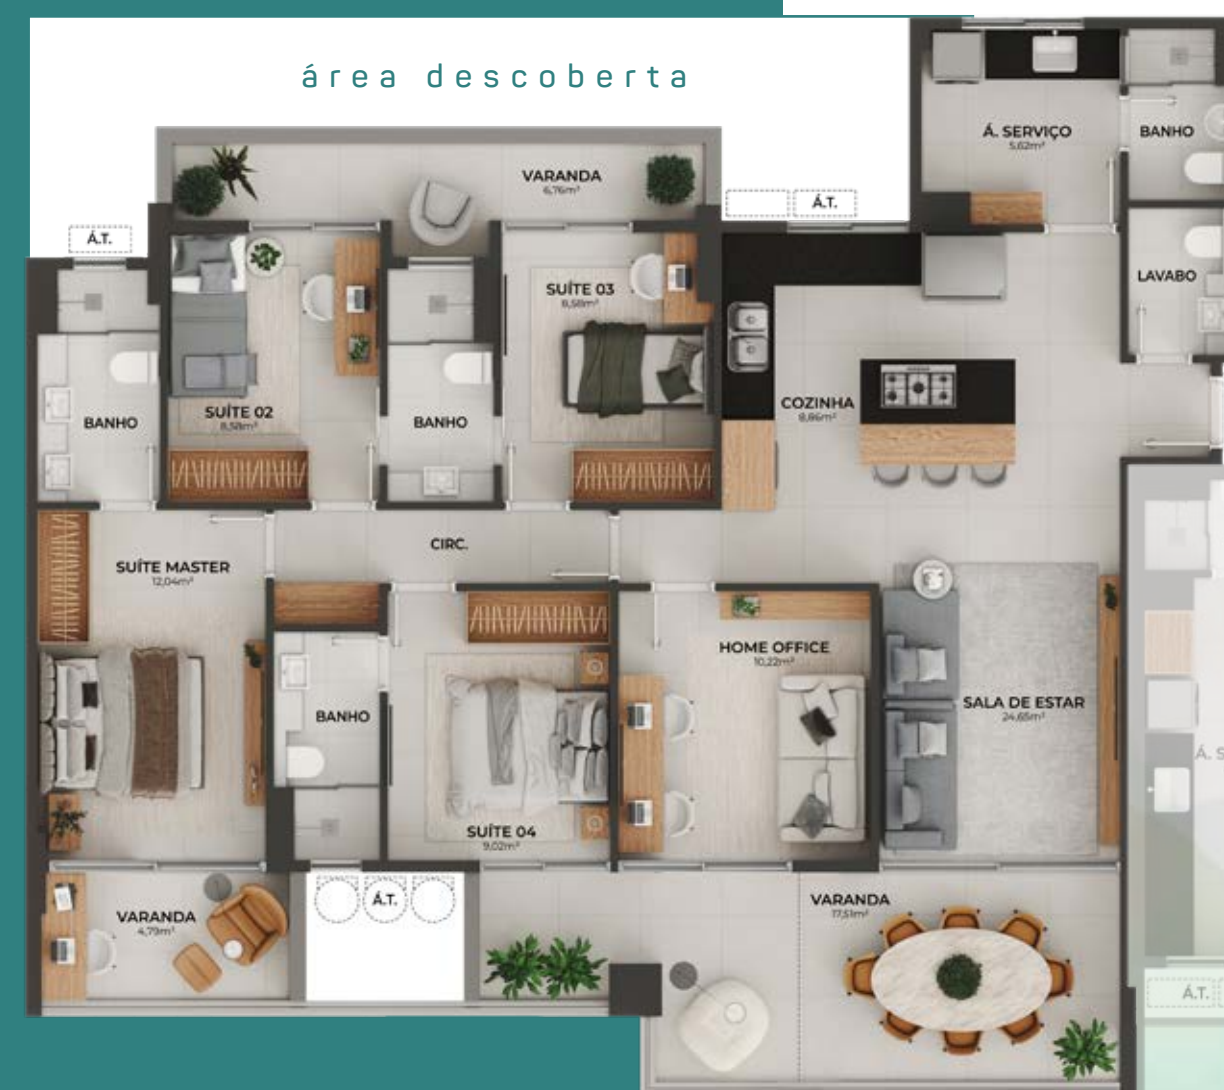 área descoberta
Á. SERVIÇO
5,62m²
BANHO
VARANDA
6,76m²
Á.T.
Á.T.
LAVABO
SUÍTE 03
8,58m²
SUÍTE 02
8,58m²
COZINHA
8,86m²
BANHO
BANHO
CIRC.
SUÍTE MASTER
12,04m²
HOME OFFICE
10,22m²
SALA DE ESTAR
24,65m²
BANHO
Á. S
SUÍTE 04
9,02m²
Á.T.
VARANDA
17,51m²
VARANDA
4,79m²
Á.T.